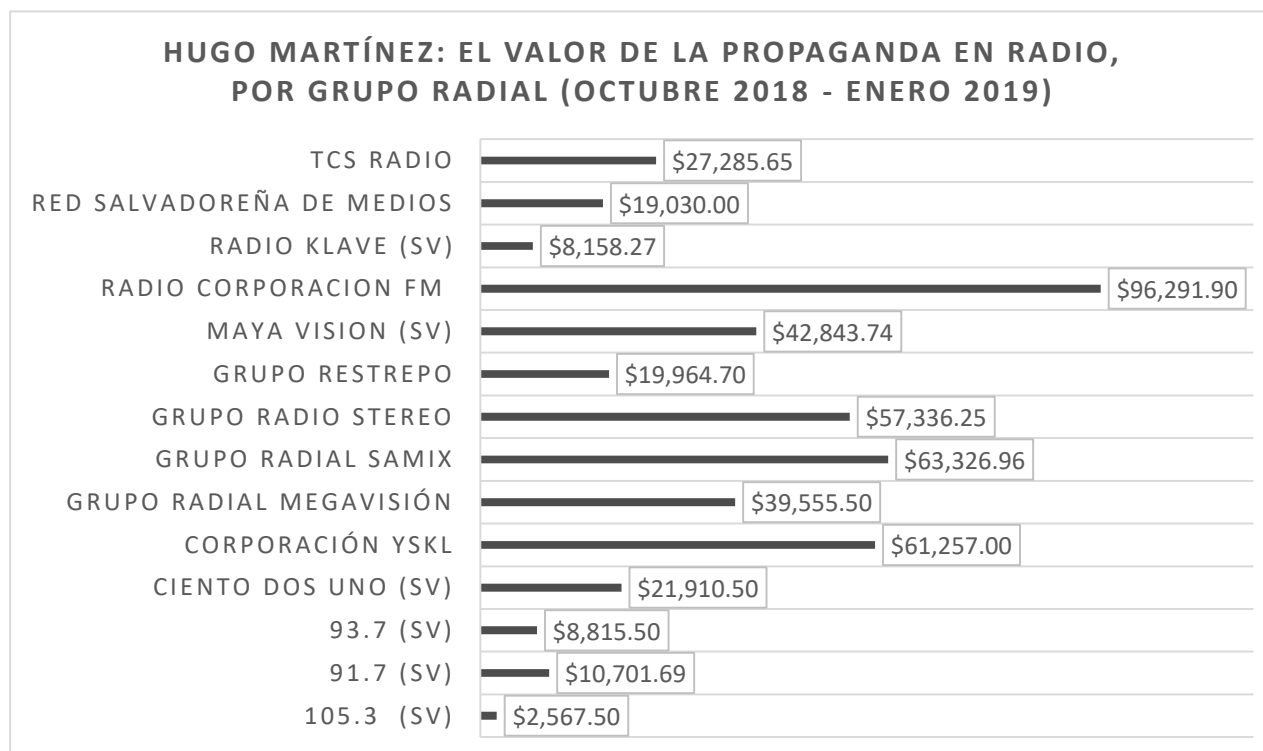 HUGO MARTÍNEZ: EL VALOR DE LA PROPAGANDA EN RADIO,
POR GRUPO RADIAL (OCTUBRE 2018 - ENERO 2019)
TCS RADIO $27,285.65
RED SALVADOREÑA DE MEDIOS $19,030.00
RADIO KLAVE (SV) $8,158.27
RADIO CORPORACION FM $96,291.90
MAYA VISION (SV) $42,843.74
GRUPO RESTREPO $19,964.70
GRUPO RADIO STEREO $57,336.25
GRUPO RADIAL SAMIX $63,326.96
GRUPO RADIAL MEGAVISIÓN $39,555.50
CORPORACIÓN YSKL $61,257.00
CIENTO DOS UNO (SV) $21,910.50
93.7 (SV) $8,815.50
91.7 (SV) $10,701.69
105.3 (SV) $2,567.50